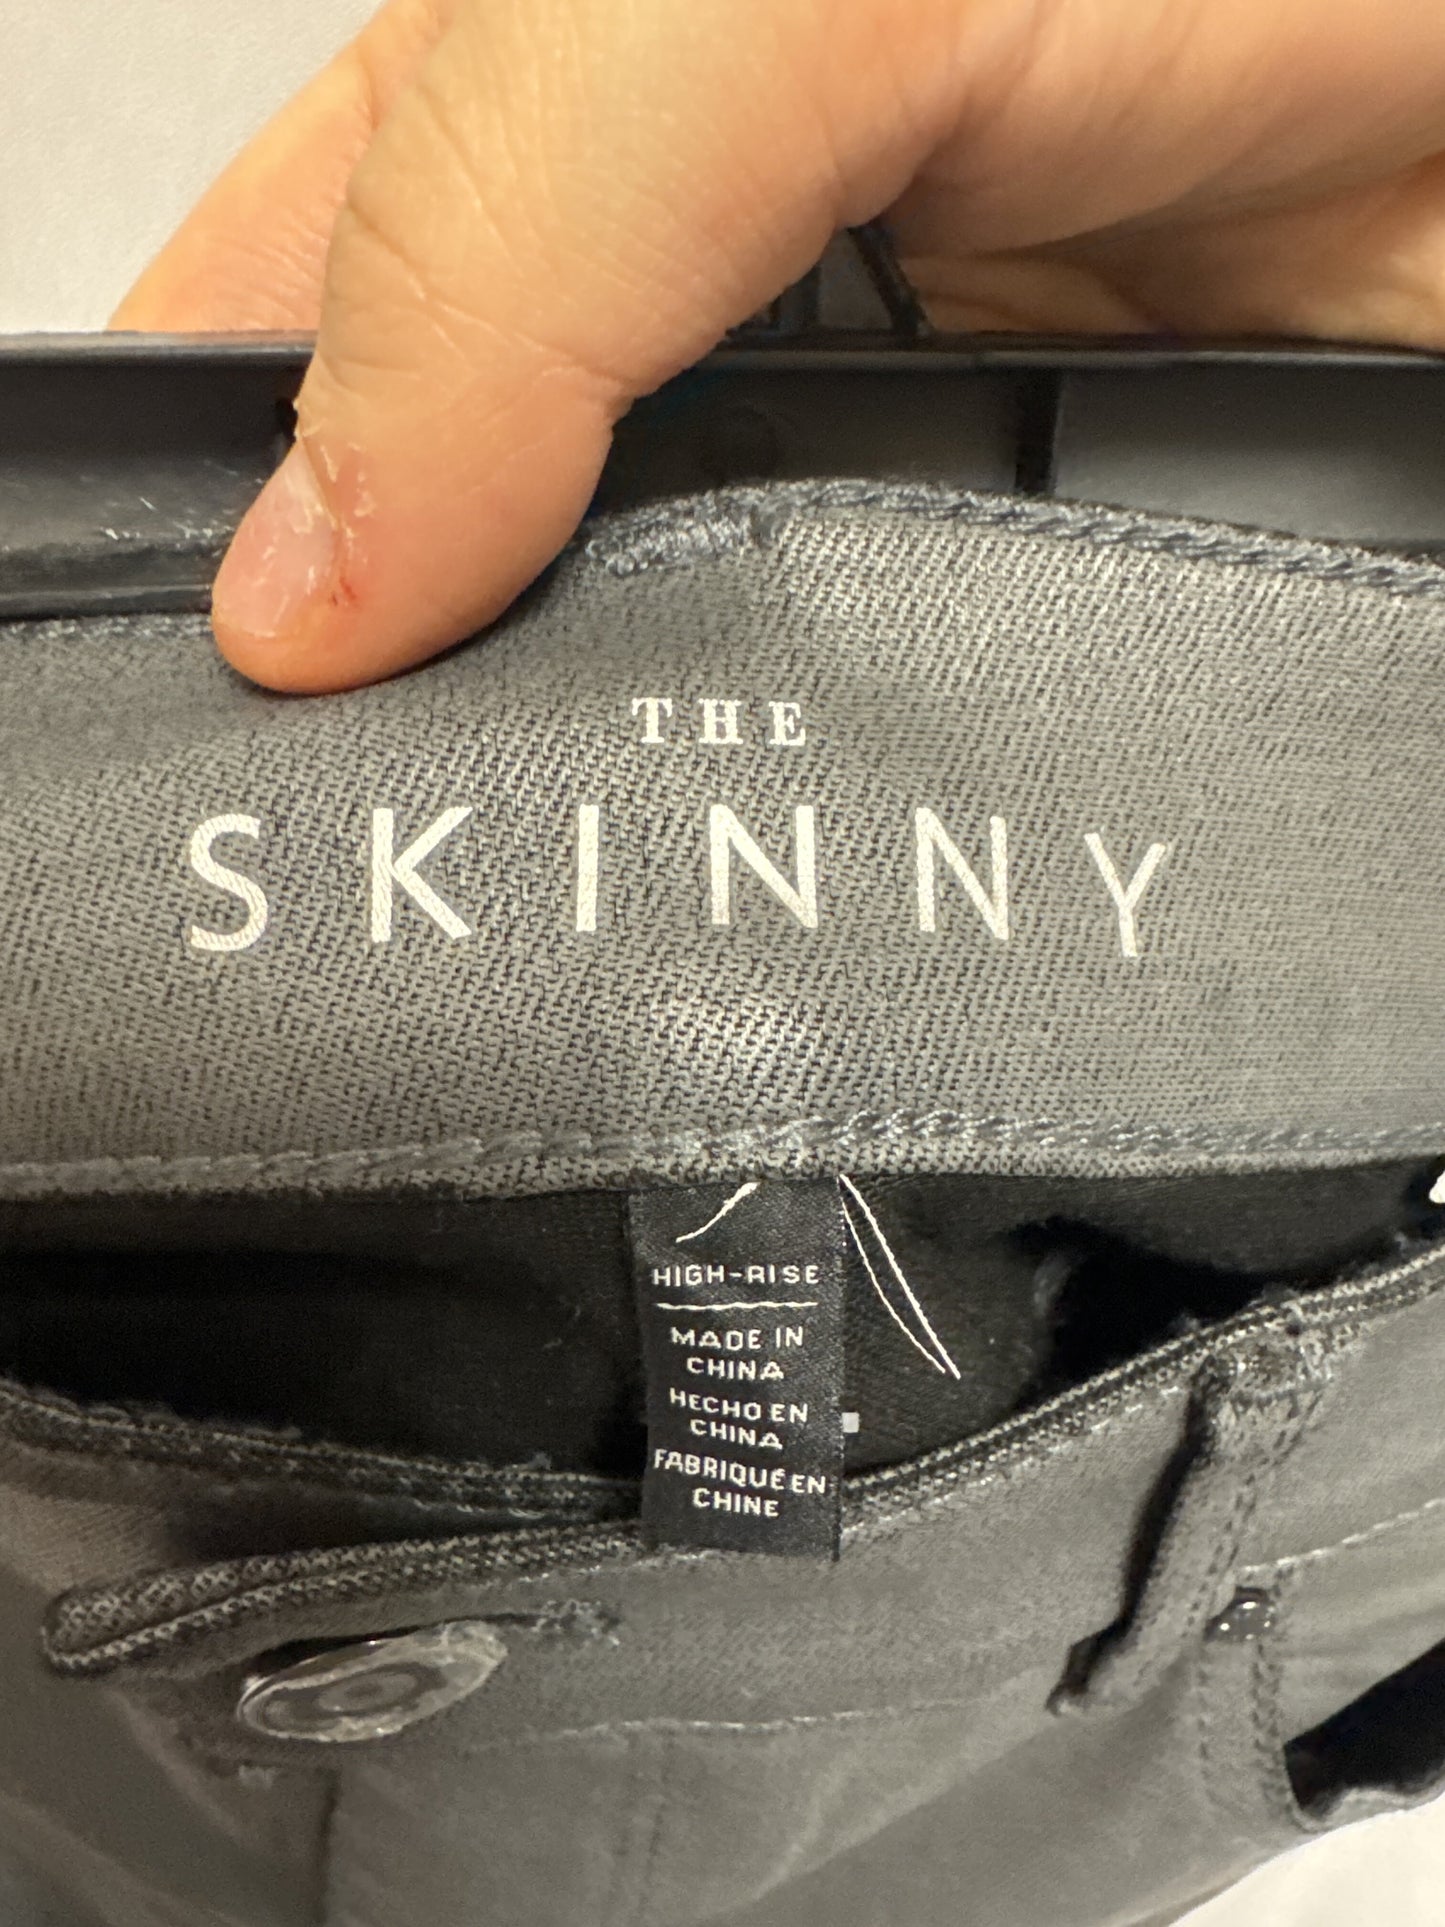 THE
SKINNY
HIGH-RISE
MADE IN
CHINA
HECHO EN
CHINA
FABRIQUÉ EN
CHINE